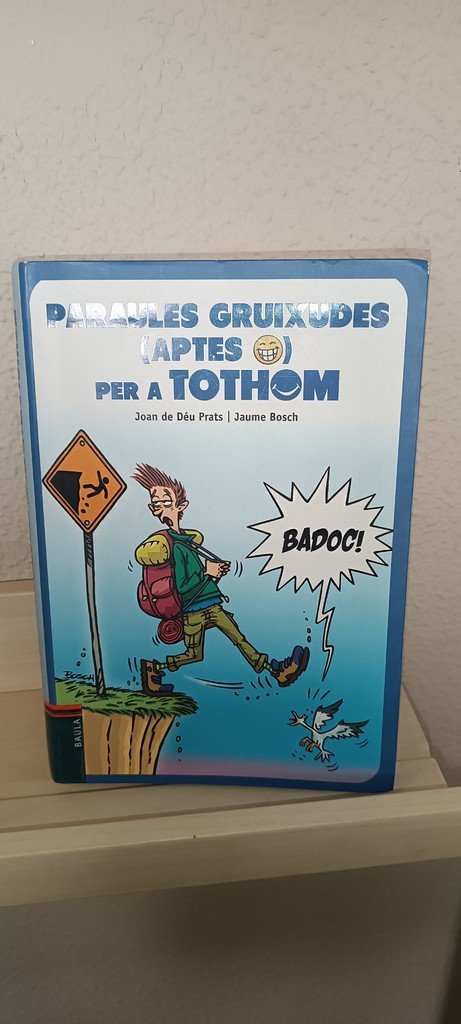 PARAULES GRUIXUDES
(APTES 😁)
PER A TOTHOM
Joan de Déu Prats | Jaume Bosch
BADOC!
BOSCH
BAULA